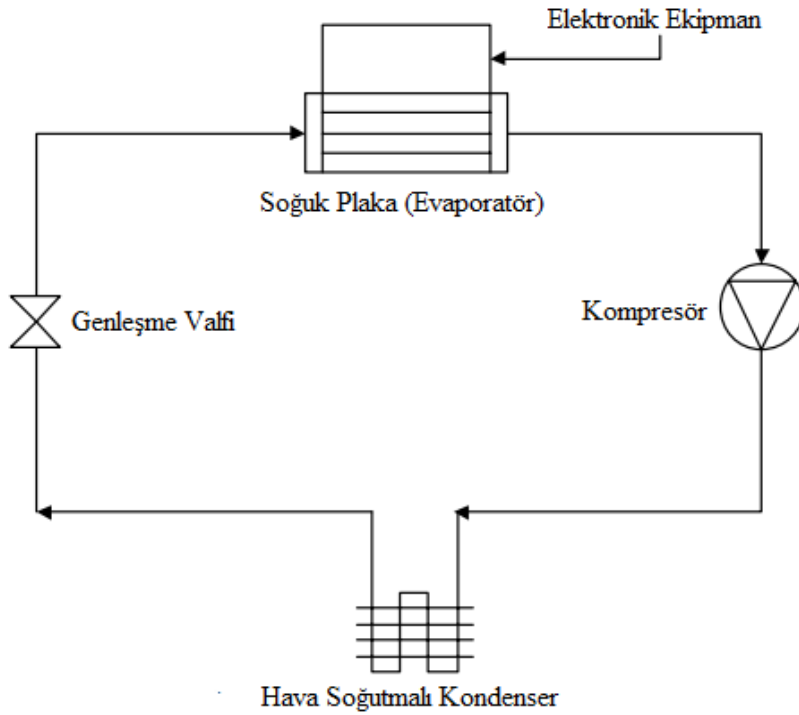 Elektronik Ekipman
Soğuk Plaka (Evaporatör)
Genleşme Valfi
Kompresör
Hava Soğutmalı Kondenser